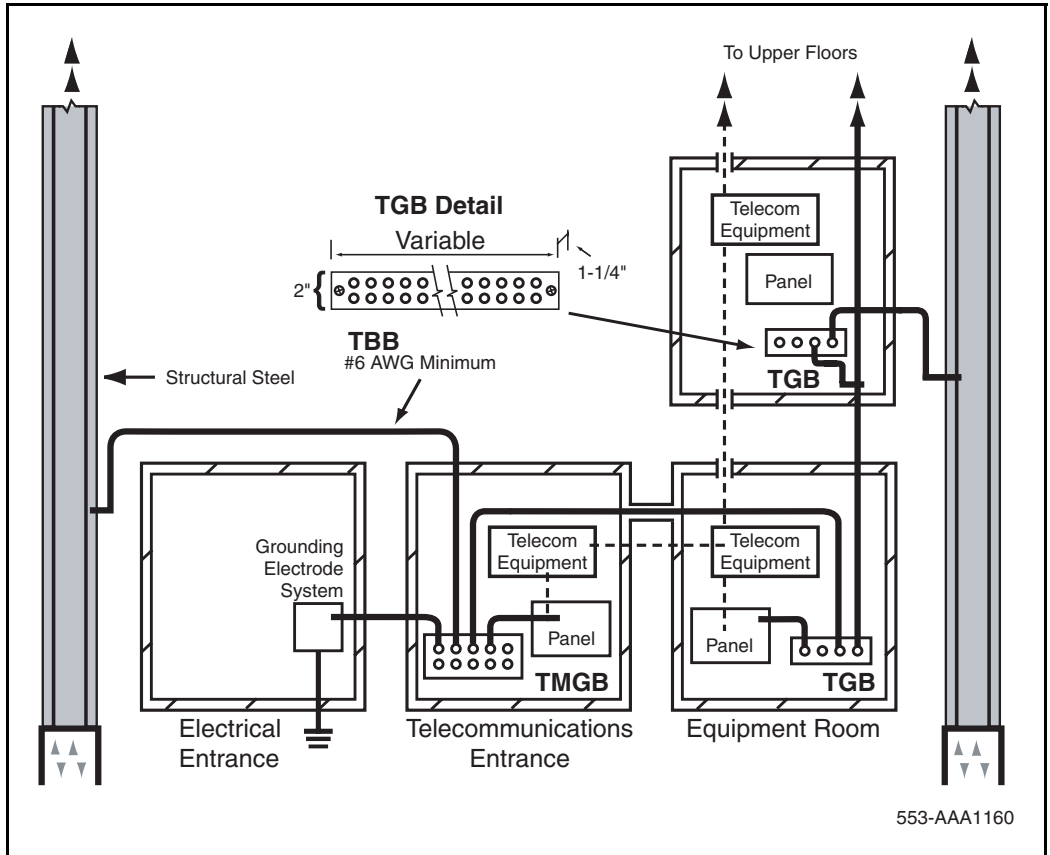 To Upper Floors
TGB Detail
Variable
1-1/4"
2"
Telecom
Equipment
Panel
TGB
TBB
#6 AWG Minimum
Structural Steel
Grounding
Electrode
System
Telecom
Equipment
Panel
TMGB
Telecom
Equipment
Panel
TGB
Electrical
Entrance
Telecommunications
Entrance
Equipment Room
553-AAA1160